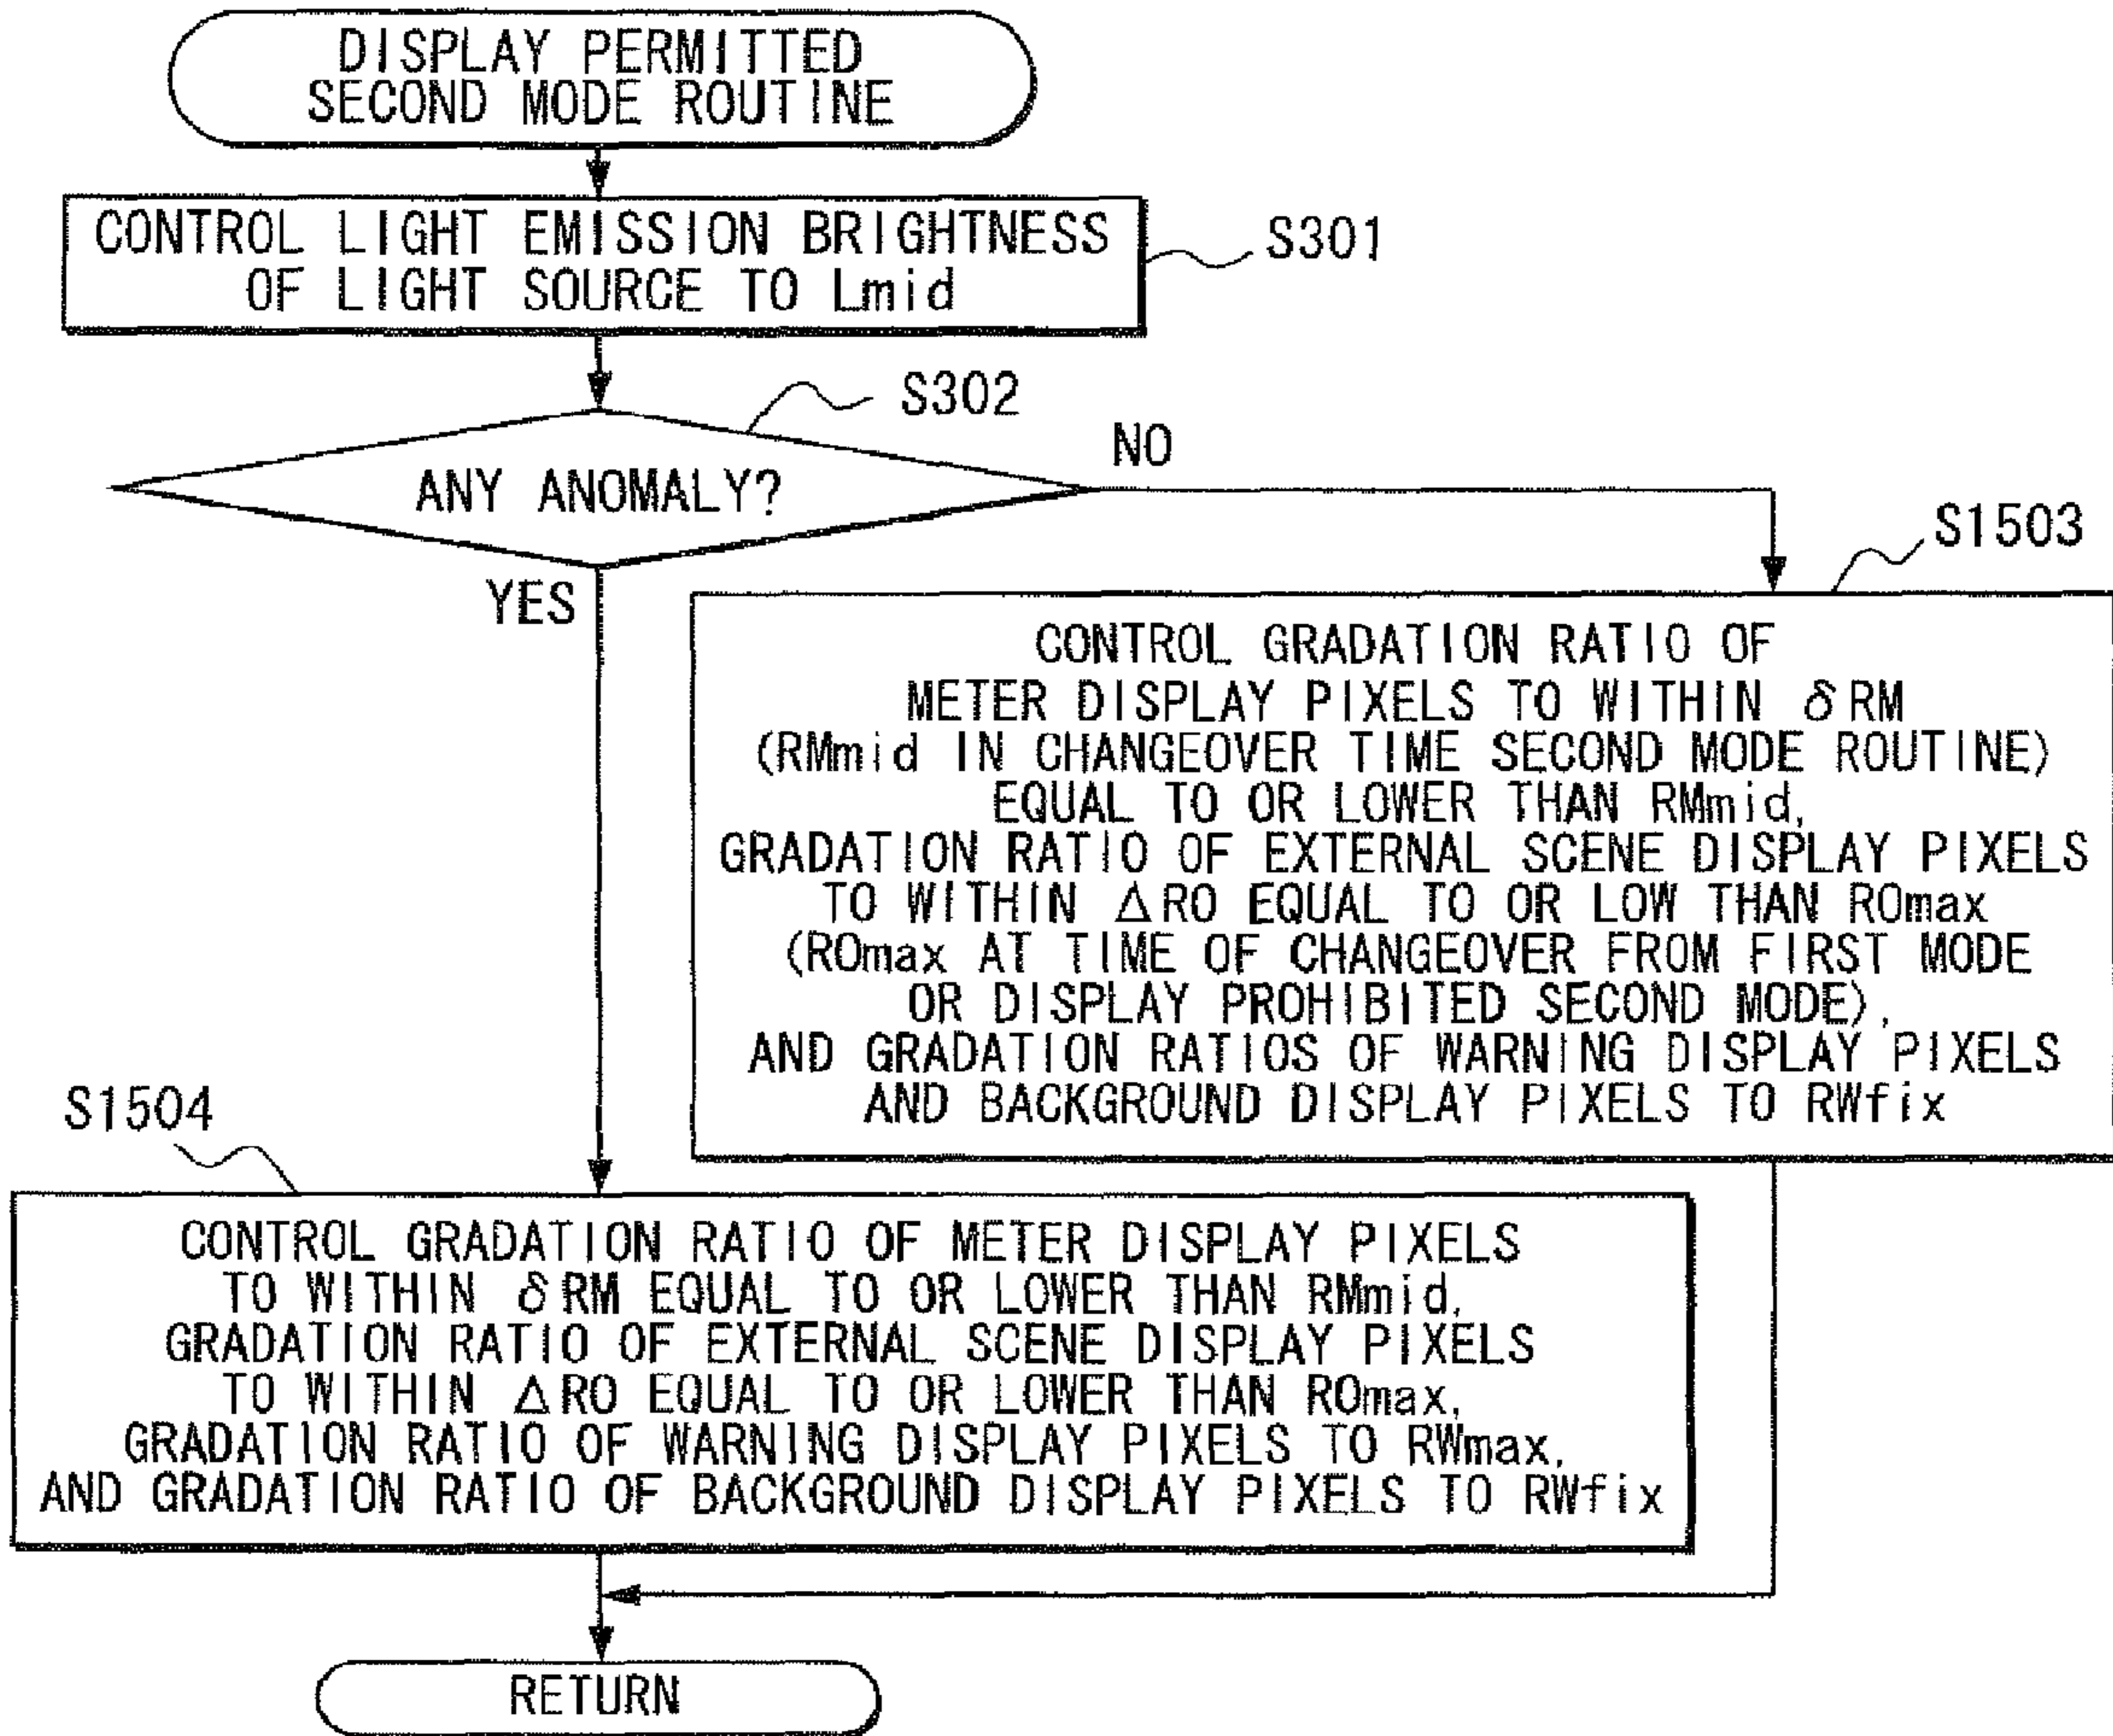 DISPLAY PERMITTED
SECOND MODE ROUTINE
CONTROL LIGHT EMISSION BRIGHTNESS
OF LIGHT SOURCE TO Lmid
S301
S302
ANY ANOMALY?
NO
YES
S1503
CONTROL GRADATION RATIO OF
METER DISPLAY PIXELS TO WITHIN δRM
(RMmid IN CHANGEOVER TIME SECOND MODE ROUTINE)
EQUAL TO OR LOWER THAN RMmid,
GRADATION RATIO OF EXTERNAL SCENE DISPLAY PIXELS
TO WITHIN ΔRO EQUAL TO OR LOW THAN ROmax
(ROmax AT TIME OF CHANGEOVER FROM FIRST MODE
OR DISPLAY PROHIBITED SECOND MODE),
AND GRADATION RATIOS OF WARNING DISPLAY PIXELS
AND BACKGROUND DISPLAY PIXELS TO RWfix
S1504
CONTROL GRADATION RATIO OF METER DISPLAY PIXELS
TO WITHIN δRM EQUAL TO OR LOWER THAN RMmid,
GRADATION RATIO OF EXTERNAL SCENE DISPLAY PIXELS
TO WITHIN ΔRO EQUAL TO OR LOWER THAN ROmax,
GRADATION RATIO OF WARNING DISPLAY PIXELS TO RWmax,
AND GRADATION RATIO OF BACKGROUND DISPLAY PIXELS TO RWfix
RETURN